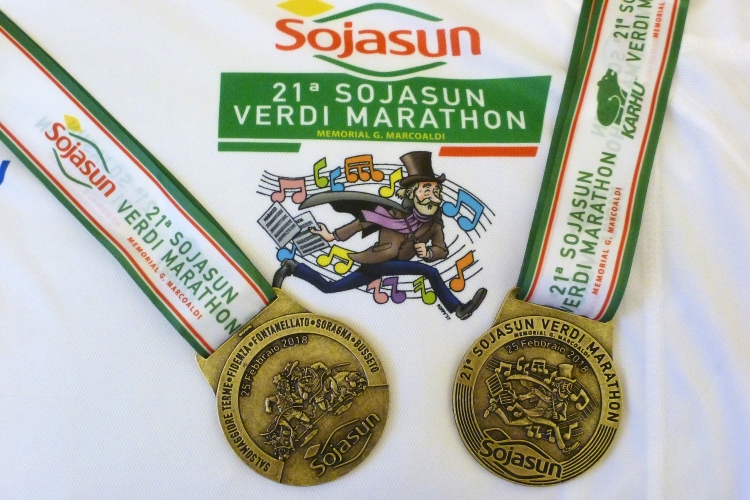 Sojasun
21ª SOJASUN
VERDI MARATHON
MEMORIAL G. MARCOALDI
Sojasun
21ª SOJASUN
VERDI MARATHON
MEMORIAL G. MARCOALDI
KARHU
21ª SOJASUN
VERDI MARATHON
MEMORIAL G. MARCOALDI
SALSOMAGGIORE TERME•FIDENZA•FONTANELLATO•SORAGNA•BUSSETO
25 Febbraio 2018
Sojasun
21ª SOJASUN VERDI MARATHON
MEMORIAL G. MARCOALDI
25 Febbraio 2018
Sojasun